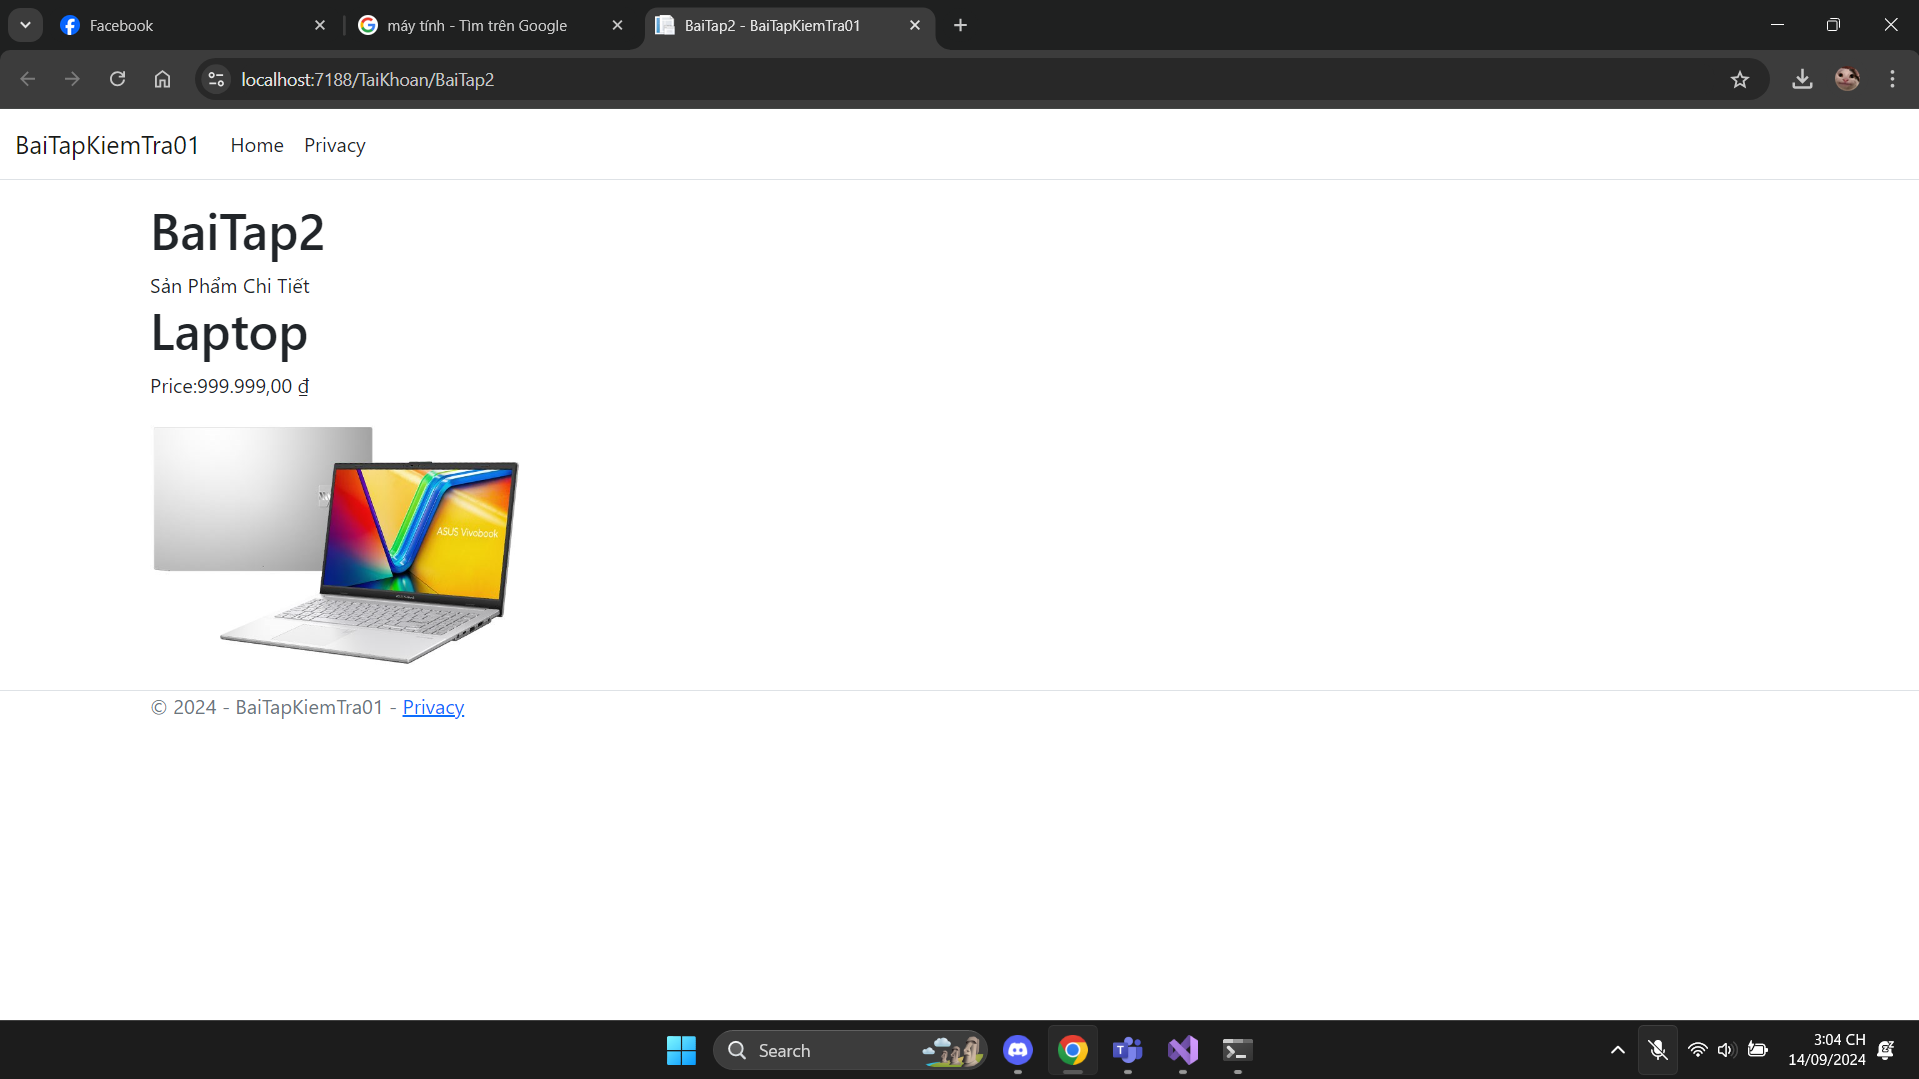 Facebook
máy tính - Tìm trên Google
BaiTap2 - BaiTapKiemTra01
localhost:7188/TaiKhoan/BaiTap2
BaiTapKiemTra01 Home Privacy
BaiTap2
Sản Phẩm Chi Tiết
Laptop
Price:999.999,00 ₫
ASUS Vivobook
© 2024 - BaiTapKiemTra01 - Privacy
Search
3:04 CH
14/09/2024